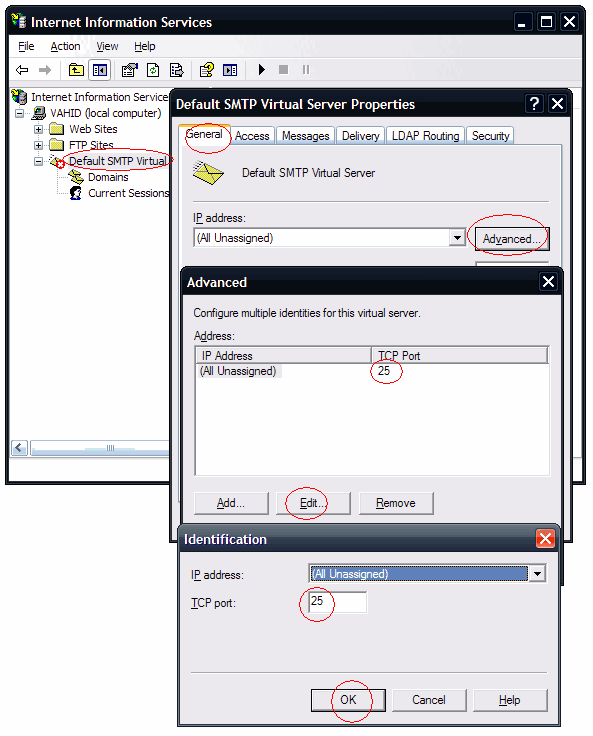 Internet Information Services
File Action View Help
Internet Information Service
VAHID (local computer)
Web Sites
FTP Sites
Default SMTP Virtual
Domains
Current Sessions
Default SMTP Virtual Server Properties
General Access Messages Delivery LDAP Routing Security
Default SMTP Virtual Server
IP address:
(All Unassigned) Advanced...
Advanced
Configure multiple identities for this virtual server.
Address:
IP Address TCP Port
(All Unassigned) 25
Add... Edit... Remove
Identification
IP address: (All Unassigned)
TCP port: 25
OK Cancel Help